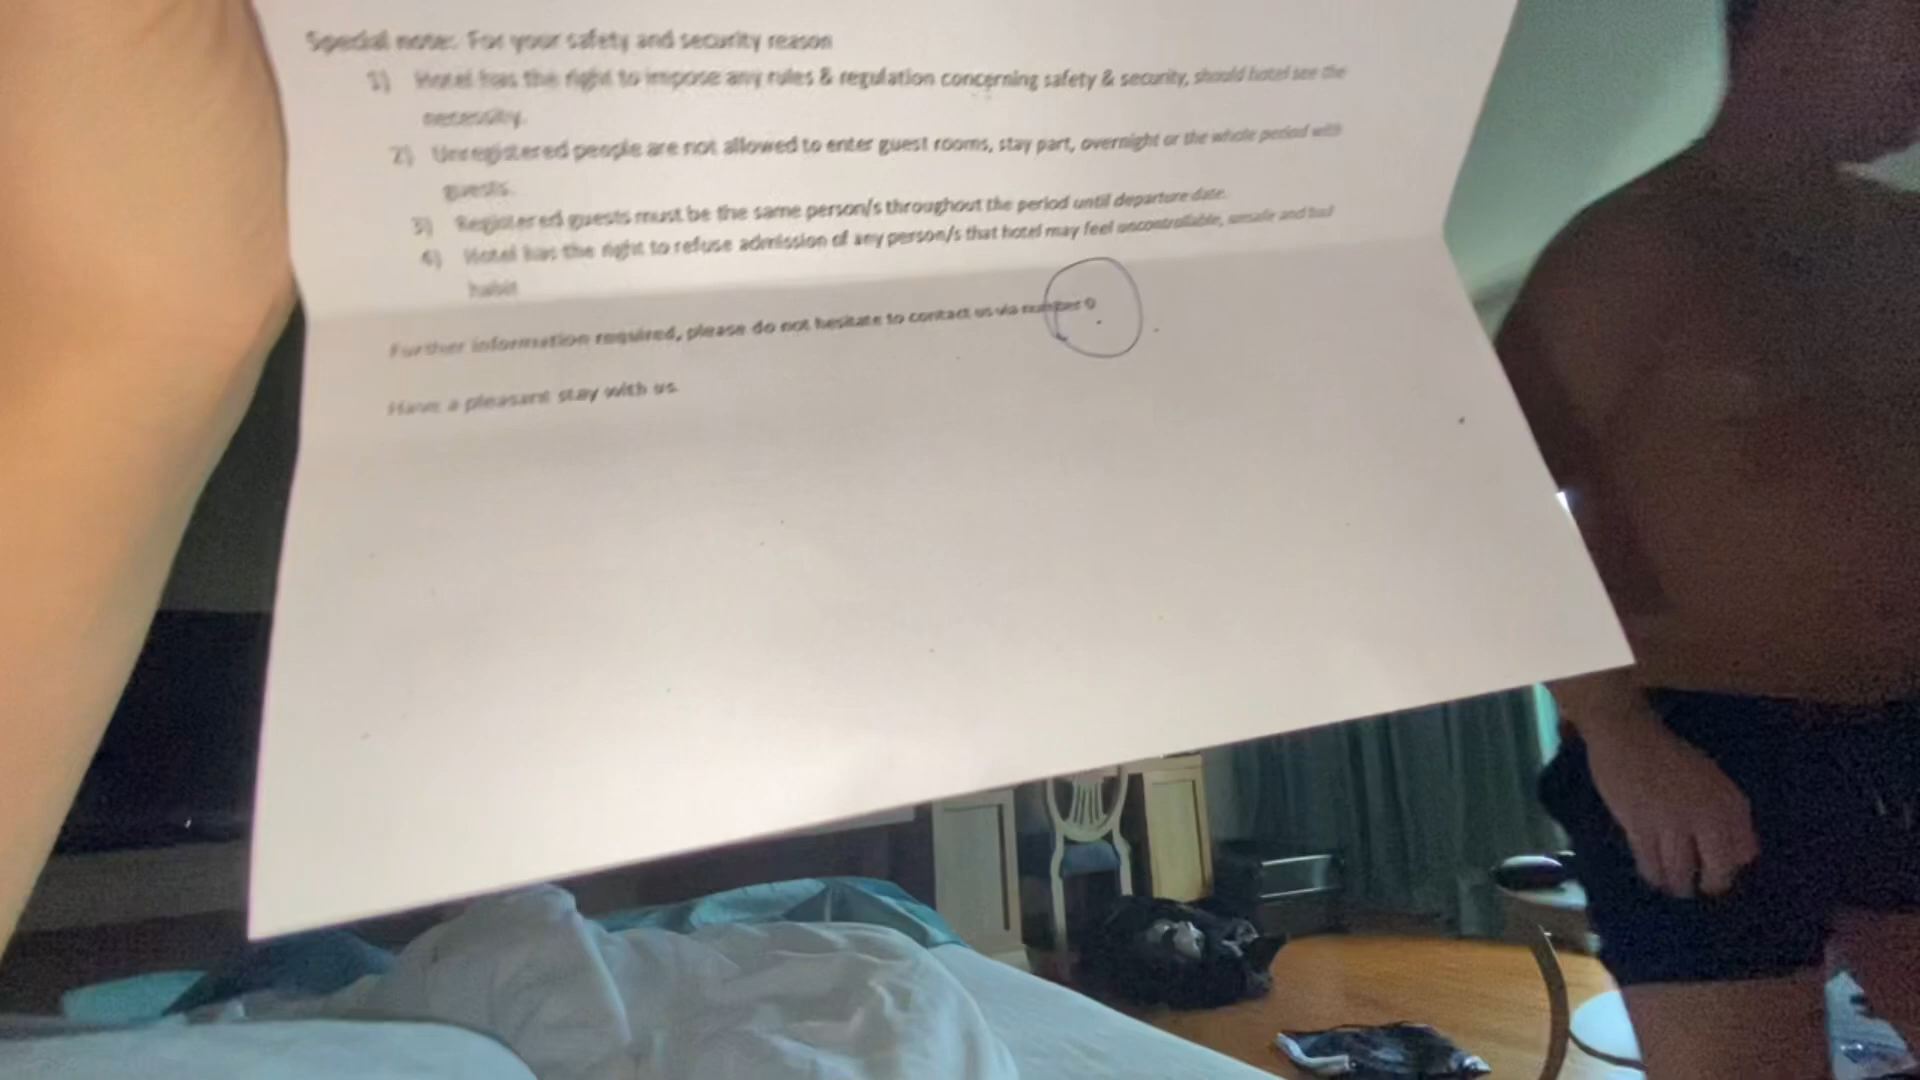 Special note: For your safety and security reason
1) Hotel has the right to impose any rules & regulation concerning safety & security, should hotel see the
necessity.
2) Unregistered people are not allowed to enter guest rooms, stay part, overnight or the whole period with
guests.
3) Registered guests must be the same person/s throughout the period until departure date.
4) Hotel has the right to refuse admission of any person/s that hotel may feel uncontrollable, unsafe and bad
habit
Further information required, please do not hesitate to contact us via number 0
Have a pleasant stay with us.